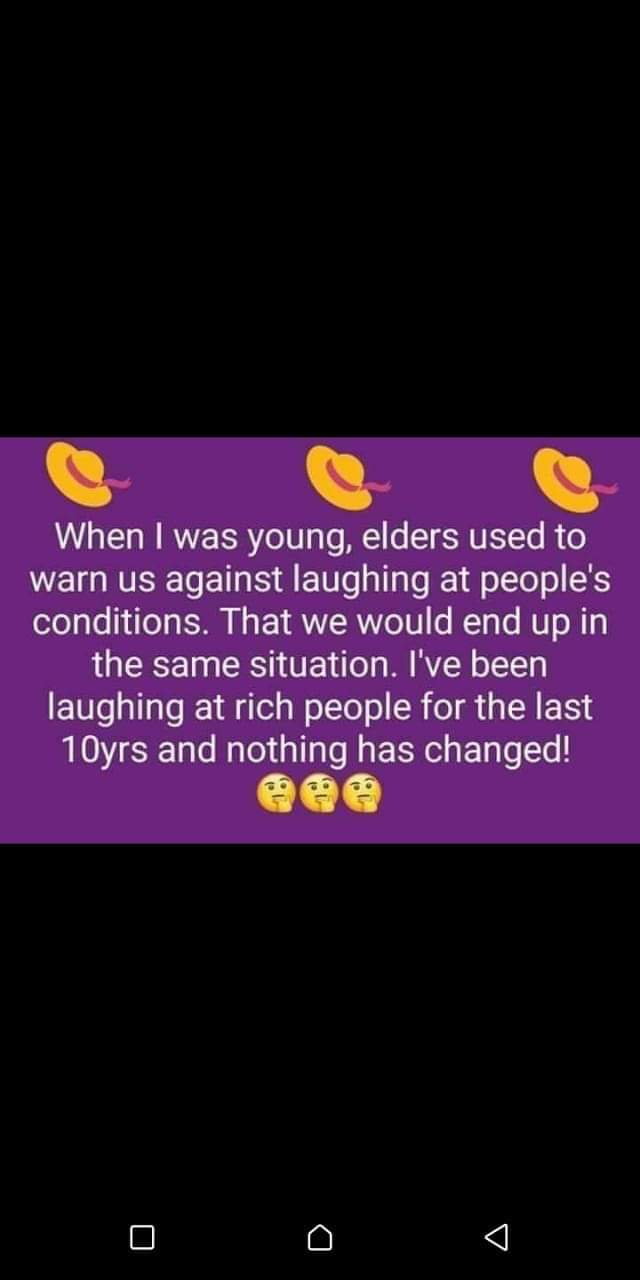 When I was young, elders used to
warn us against laughing at people's
conditions. That we would end up in
the same situation. I've been
laughing at rich people for the last
10yrs and nothing has changed!